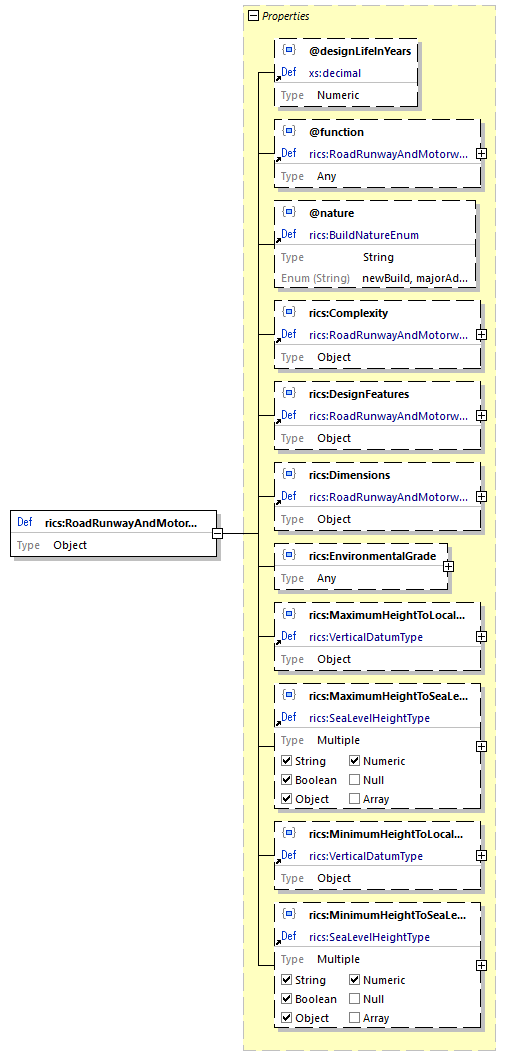 Properties
@designLifeInYears
Def xs:decimal
Type Numeric
@function
Def rics:RoadRunwayAndMotorw...
Type Any
@nature
Def rics:BuildNatureEnum
Type String
Enum (String) newBuild, majorAd...
rics:Complexity
Def rics:RoadRunwayAndMotorw...
Type Object
rics:DesignFeatures
Def rics:RoadRunwayAndMotorw...
Type Object
rics:Dimensions
Def rics:RoadRunwayAndMotorw...
Type Object
Def rics:RoadRunwayAndMotor...
Type Object
rics:EnvironmentalGrade
Type Any
rics:MaximumHeightToLocal...
Def rics:VerticalDatumType
Type Object
rics:MaximumHeightToSeaLe...
Def rics:SeaLevelHeightType
Type Multiple
String Numeric
Boolean Null
Object Array
rics:MinimumHeightToLocal...
Def rics:VerticalDatumType
Type Object
rics:MinimumHeightToSeaLe...
Def rics:SeaLevelHeightType
Type Multiple
String Numeric
Boolean Null
Object Array